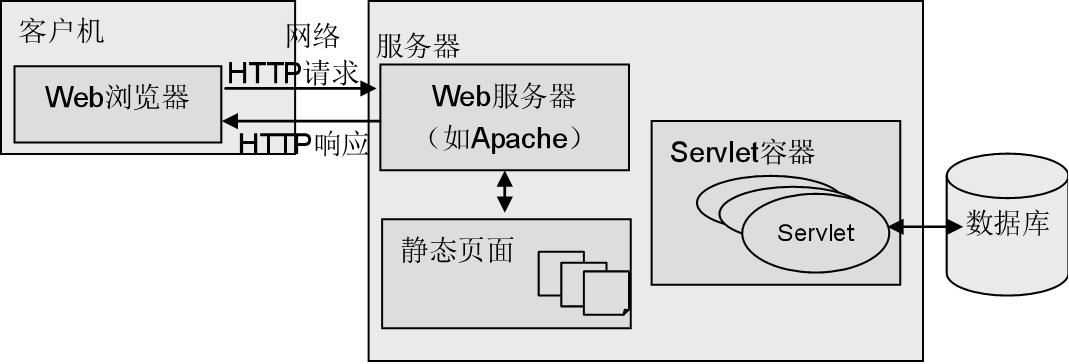 客户机
Web浏览器
网络
HTTP请求
HTTP响应
服务器
Web服务器
（如Apache）
静态页面
Servlet容器
Servlet
数据库